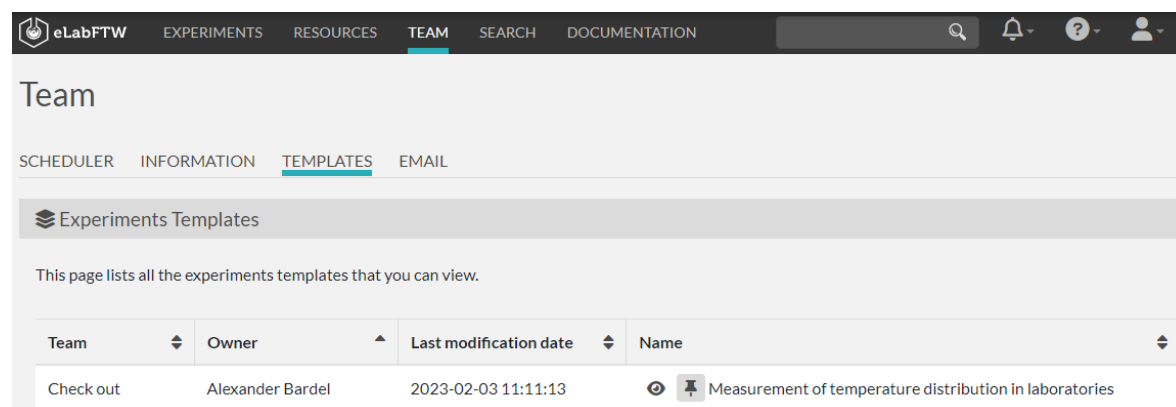 eLabFTW EXPERIMENTS RESOURCES TEAM SEARCH DOCUMENTATION
Team
SCHEDULER INFORMATION TEMPLATES EMAIL
Experiments Templates
This page lists all the experiments templates that you can view.
Team Owner Last modification date Name
Check out Alexander Bardel 2023-02-03 11:11:13 Measurement of temperature distribution in laboratories